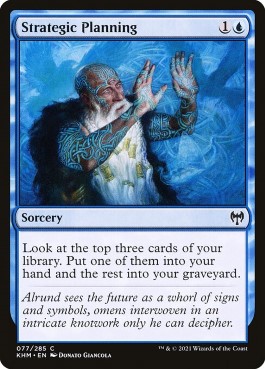 Strategic Planning 1
Sorcery
Look at the top three cards of your
library. Put one of them into your
hand and the rest into your graveyard.
Alrund sees the future as a whorl of signs
and symbols, omens interwoven in an
intricate knotwork only he can decipher.
077/285 C
KHM • EN DONATO GIANCOLA
™ & © 2021 Wizards of the Coast